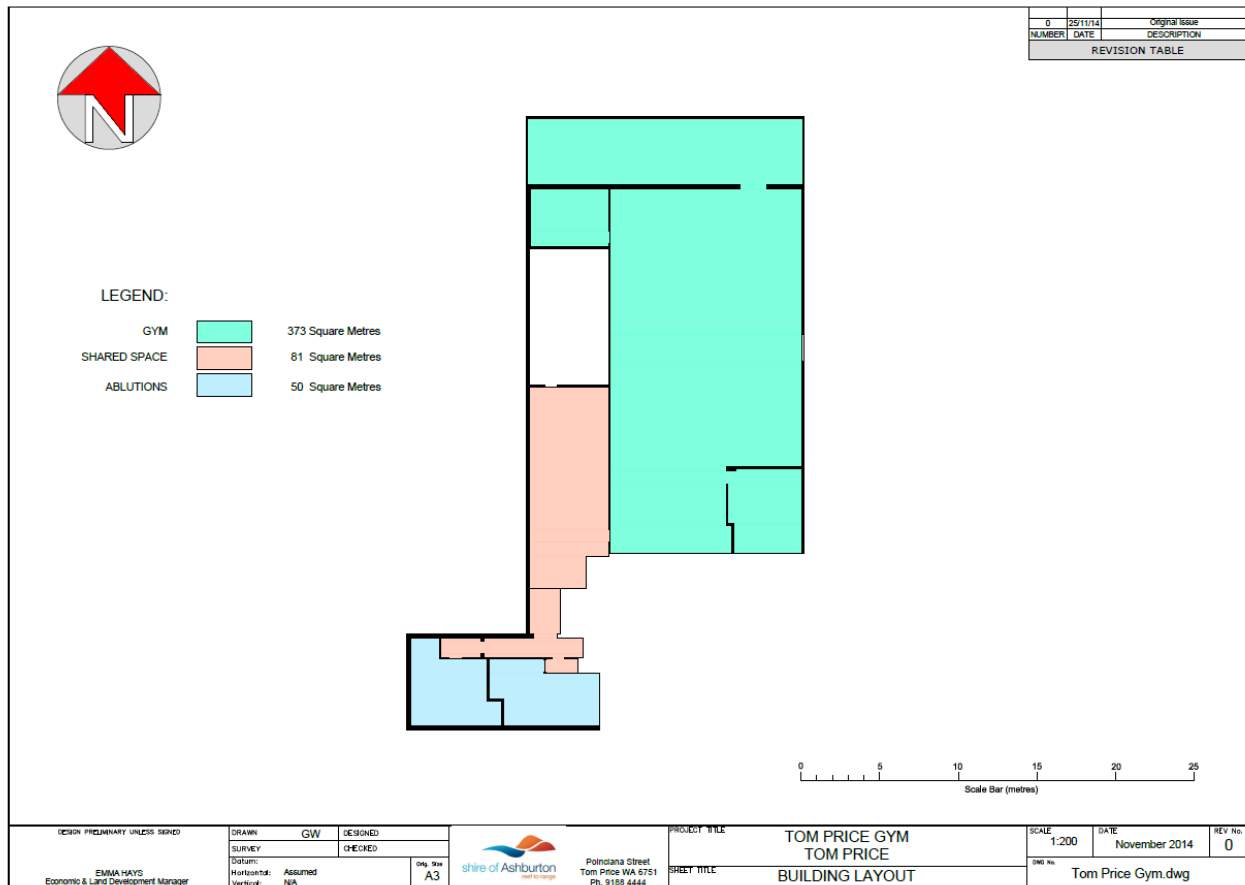 0 25/11/14 Original Issue
NUMBER DATE DESCRIPTION
REVISION TABLE
N
LEGEND:
GYM 373 Square Metres
SHARED SPACE 81 Square Metres
ABLUTIONS 50 Square Metres
0 5 10 15 20 25
Scale Bar (metres)
DESIGN PRELIMINARY UNLESS SIGNED
EMMA HAYS
Economic & Land Development Manager
DRAWN GW DESIGNED
SURVEY CHECKED
Datum:
Horizontal: Assumed
Vertical: N/A
Orig. Size
A3
shire of Ashburton
reef to range
Poinciana Street
Tom Price WA 6751
Ph. 9188 4444
PROJECT TITLE
TOM PRICE GYM
TOM PRICE
SHEET TITLE
BUILDING LAYOUT
SCALE
1:200
DATE
November 2014
REV No.
0
DWG No.
Tom Price Gym.dwg